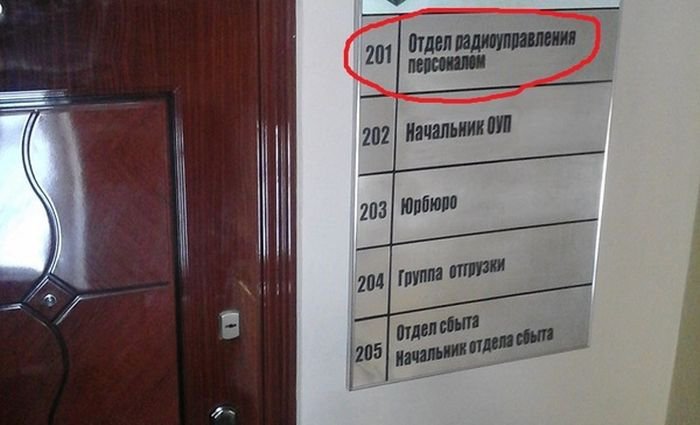 201 Отдел радиоуправления
персоналом
202 Начальник ОУП
203 Юрбюро
204 Группа отгрузки
205 Отдел сбыта
Начальник отдела сбыта